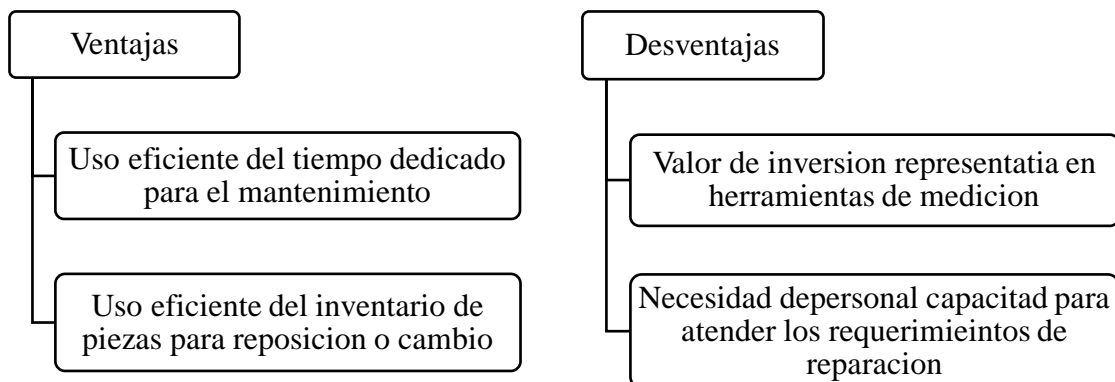 Ventajas
Uso eficiente del tiempo dedicado
para el mantenimiento
Uso eficiente del inventario de
piezas para reposicion o cambio
Desventajas
Valor de inversion representatia en
herramientas de medicion
Necesidad depersonal capacitad para
atender los requerimieintos de
reparacion